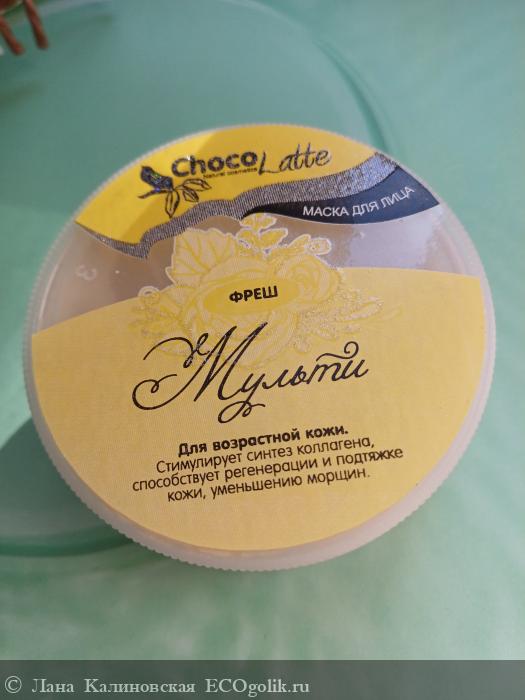 ChocoLatte
Natural cosmetics
МАСКА ДЛЯ ЛИЦА
ФРЕШ
Мульти
Для возрастной кожи.
Стимулирует синтез коллагена,
способствует регенерации и подтяжке
кожи, уменьшению морщин.
© Лана Калиновская ECOgolik.ru